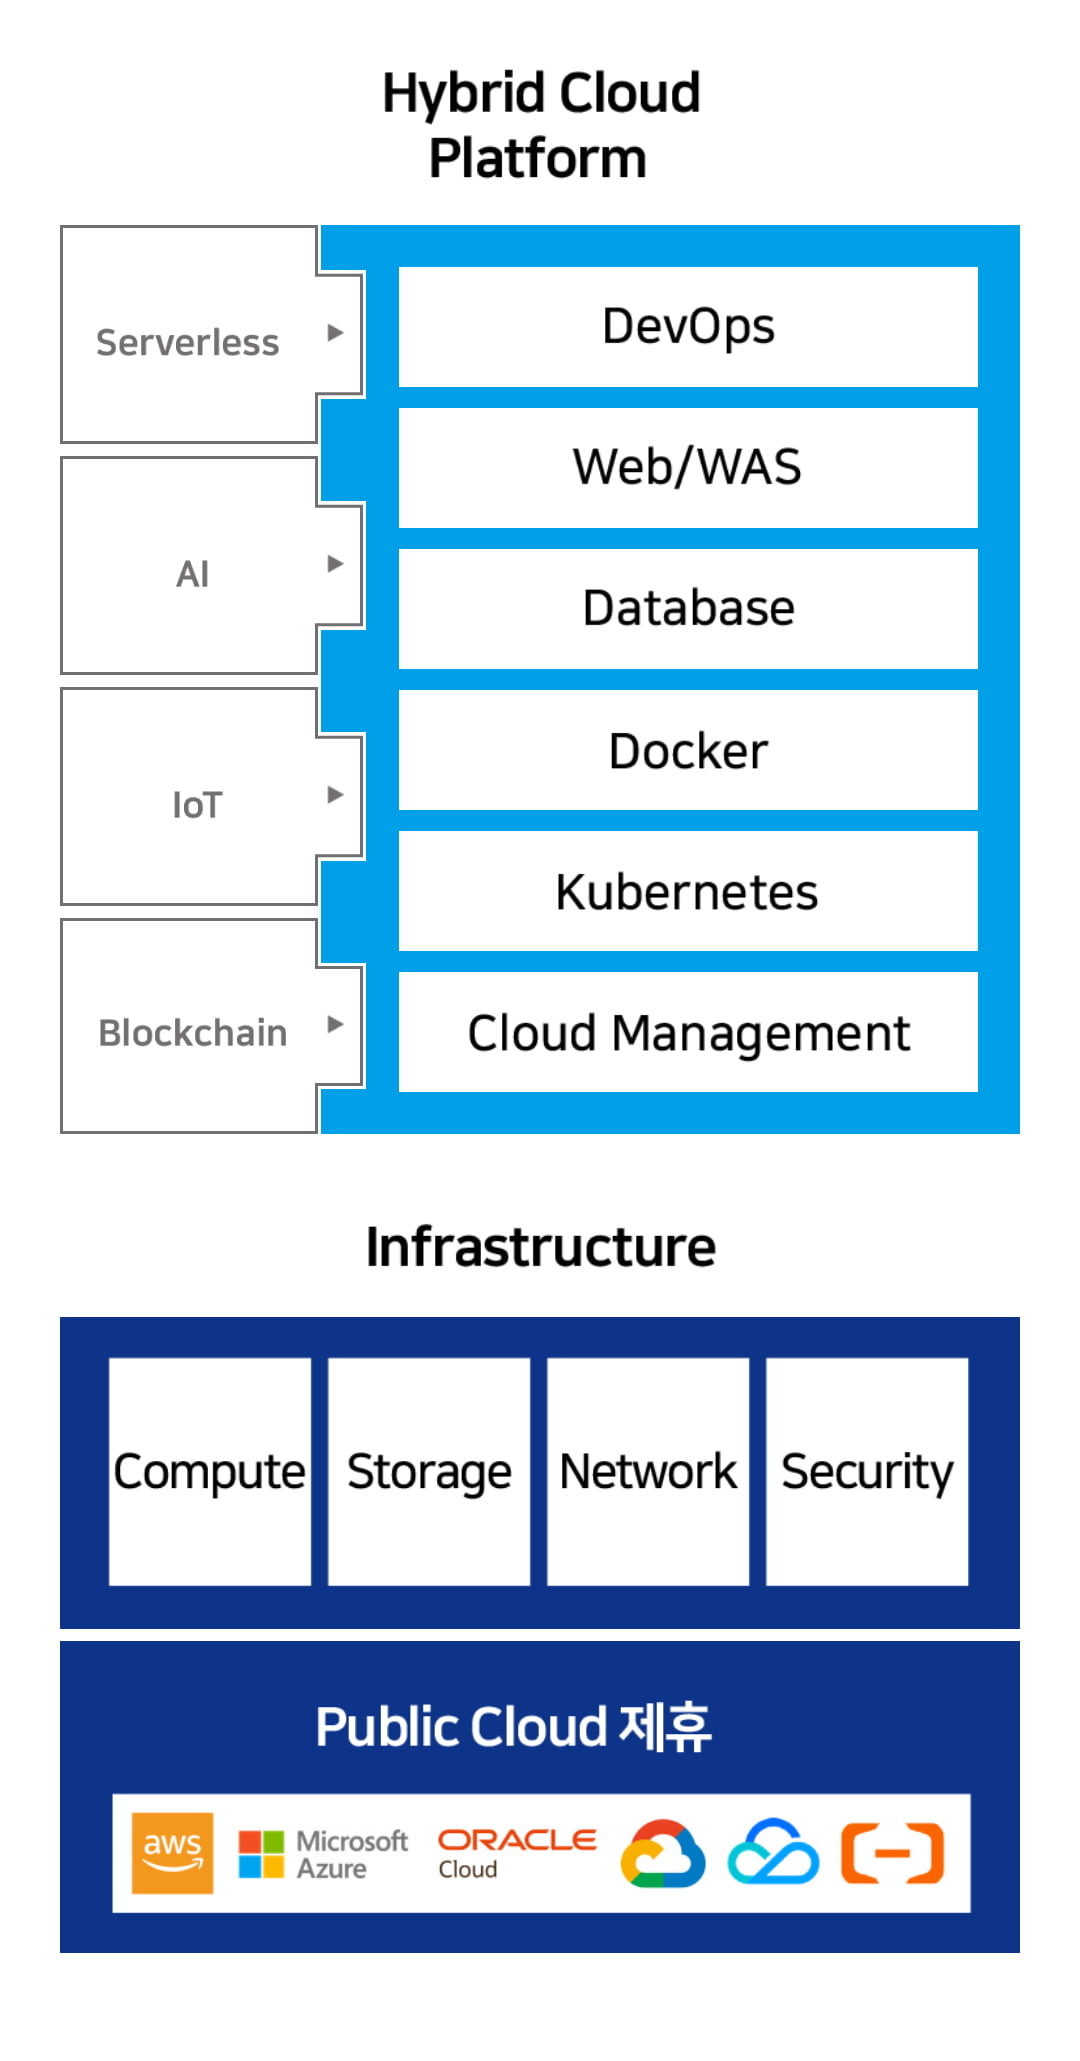 Hybrid Cloud
Platform
Serverless
AI
IoT
Blockchain
DevOps
Web/WAS
Database
Docker
Kubernetes
Cloud Management
Infrastructure
Compute
Storage
Network
Security
Public Cloud 제휴
aws
Microsoft
Azure
ORACLE
Cloud